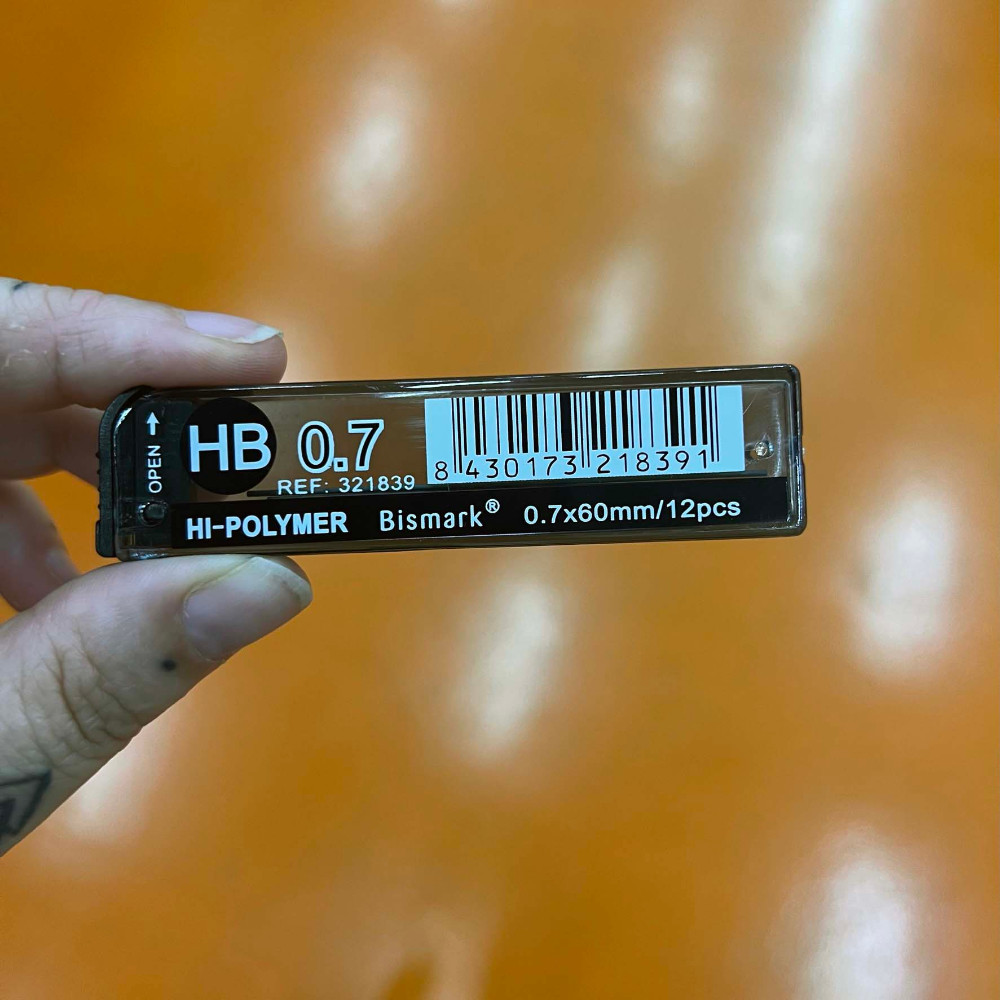 OPEN →
HB 0.7
REF: 321839
8 430173 218391
HI-POLYMER Bismark® 0.7x60mm/12pcs